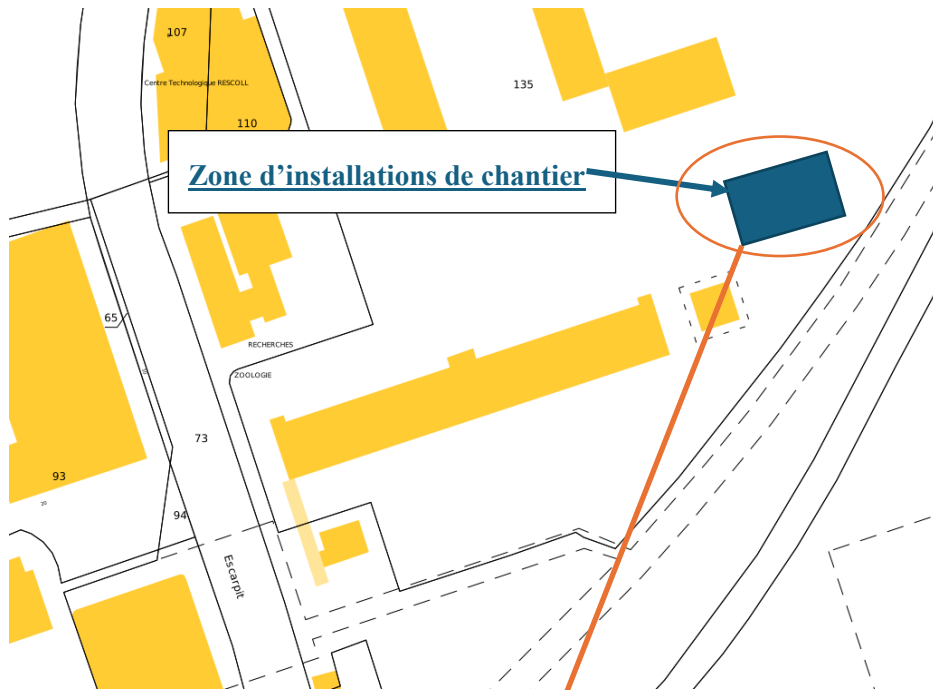 107
Centre Technologique RESCOLL
135
110
Zone d'installations de chantier
65
RECHERCHES
ZOOLOGIE
73
93
94
Escarpit